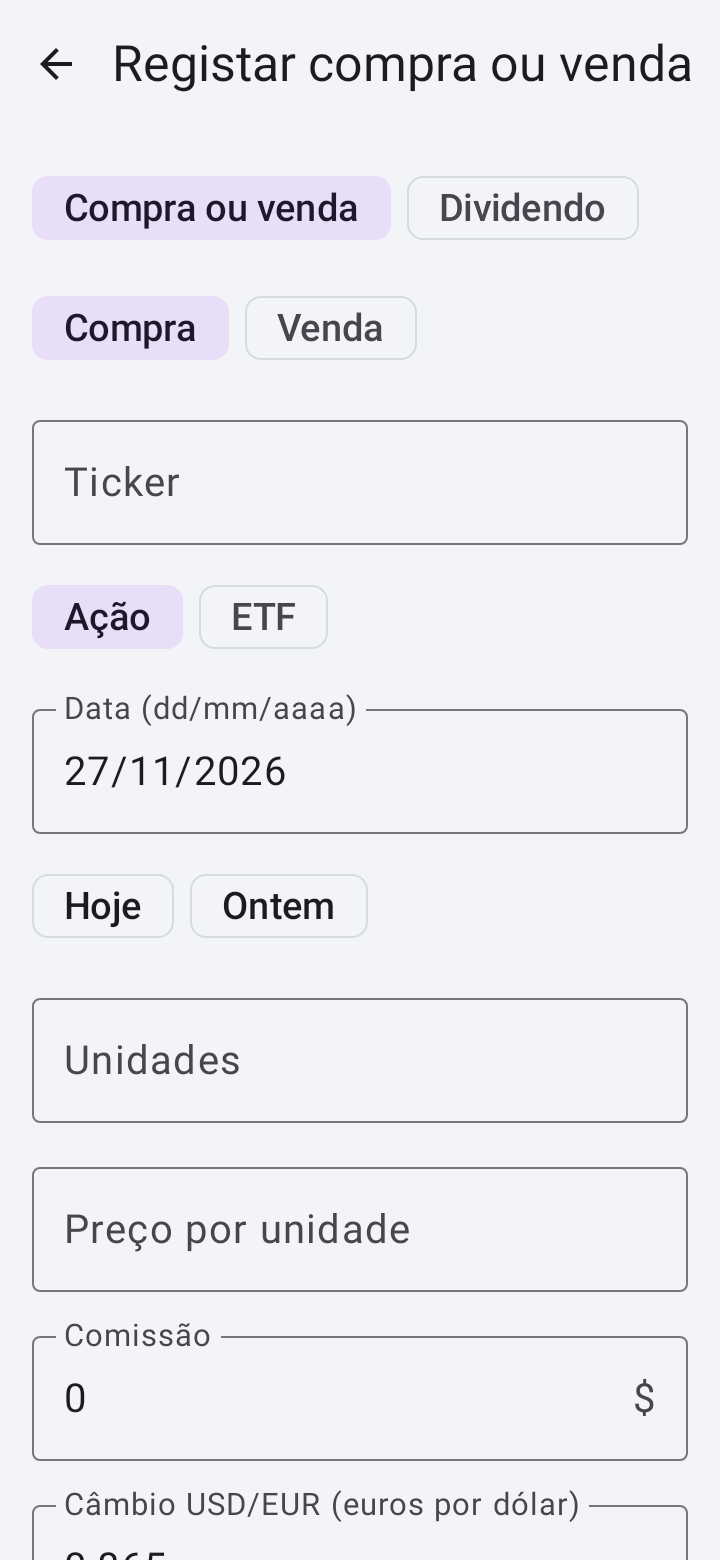 Registar compra ou venda
Compra ou venda
Dividendo
Compra
Venda
Ticker
Ação
ETF
Data (dd/mm/aaaa)
27/11/2026
Hoje
Ontem
Unidades
Preço por unidade
Comissão
0
$
Câmbio USD/EUR (euros por dólar)